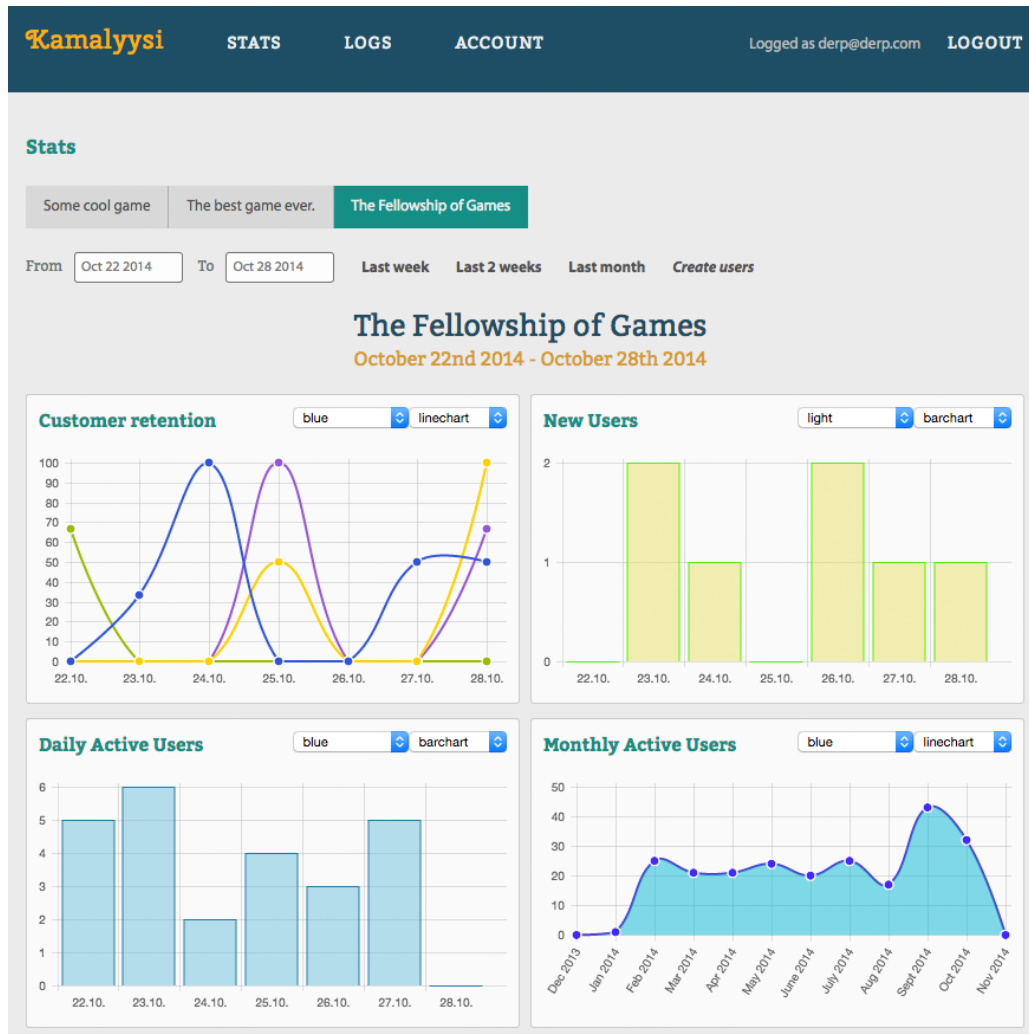 Kamalyysi STATS LOGS ACCOUNT Logged as derp@derp.com LOGOUT
Stats
Some cool game The best game ever. The Fellowship of Games
From Oct 22 2014 To Oct 28 2014 Last week Last 2 weeks Last month Create users
The Fellowship of Games
October 22nd 2014 - October 28th 2014
Customer retention blue linechart
100
90
80
70
60
50
40
30
20
10
0
22.10. 23.10. 24.10. 25.10. 26.10. 27.10. 28.10.
New Users light barchart
2
1
0
22.10. 23.10. 24.10. 25.10. 26.10. 27.10. 28.10.
Daily Active Users blue barchart
6
5
4
3
2
1
0
22.10. 23.10. 24.10. 25.10. 26.10. 27.10. 28.10.
Monthly Active Users blue linechart
50
40
30
20
10
0
Dec 2013 Jan 2014 Feb 2014 Mar 2014 Apr 2014 May 2014 June 2014 July 2014 Aug 2014 Sept 2014 Oct 2014 Nov 2014